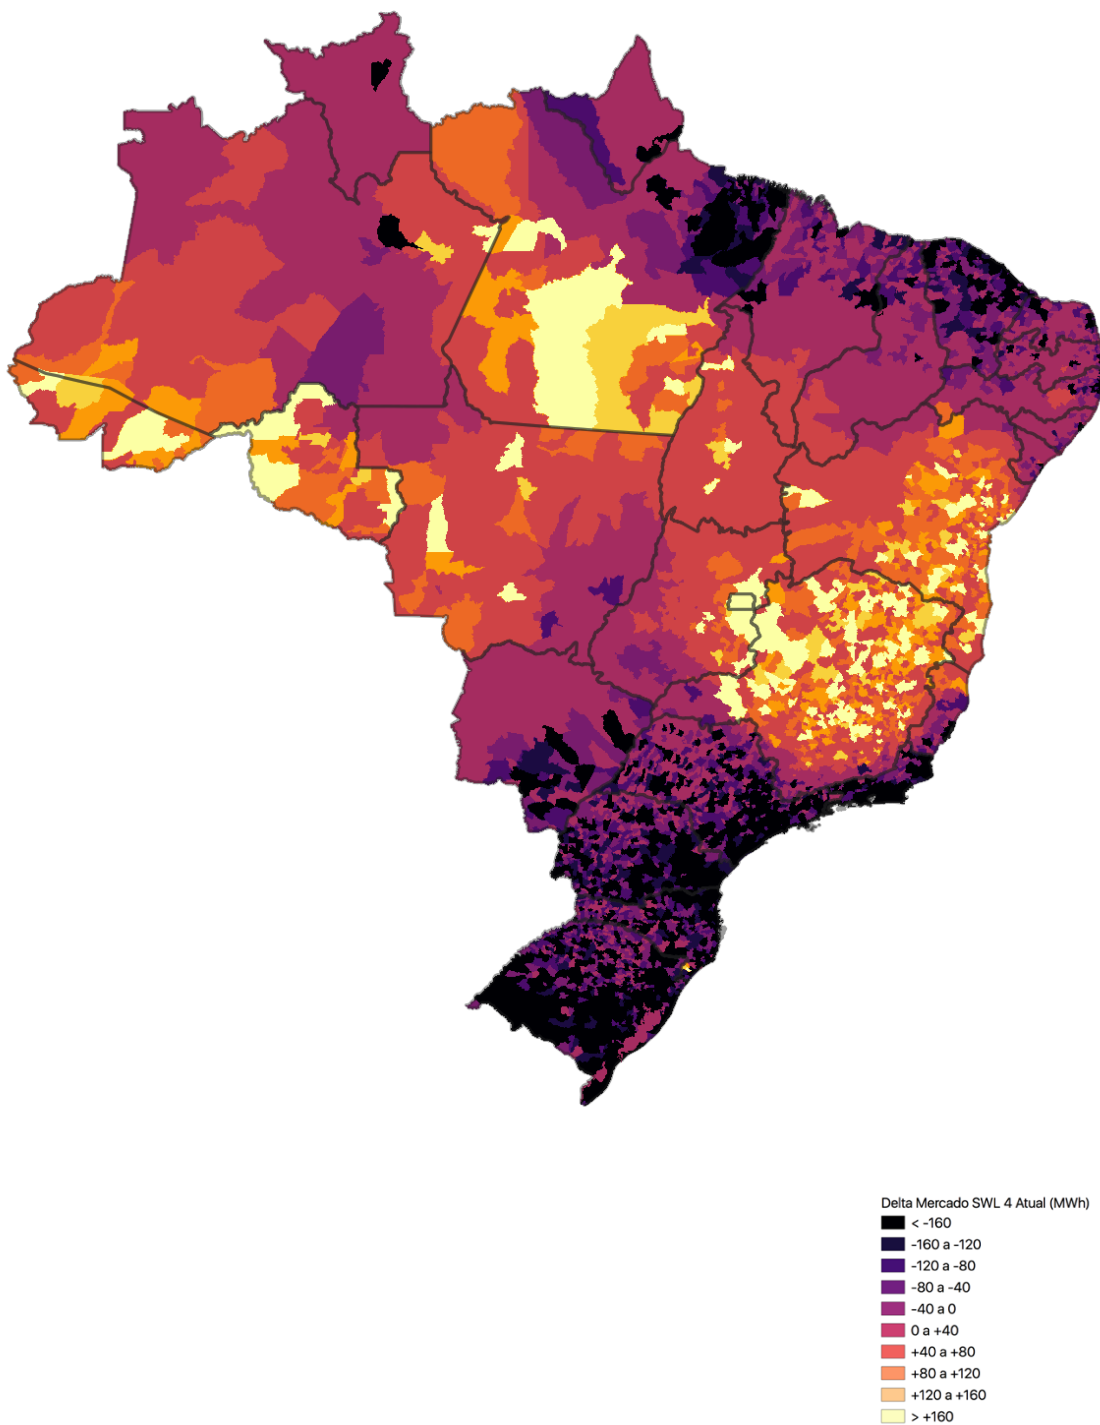 Delta Mercado SWL 4 Atual (MWh)
< -160
-160 a -120
-120 a -80
-80 a -40
-40 a 0
0 a +40
+40 a +80
+80 a +120
+120 a +160
> +160